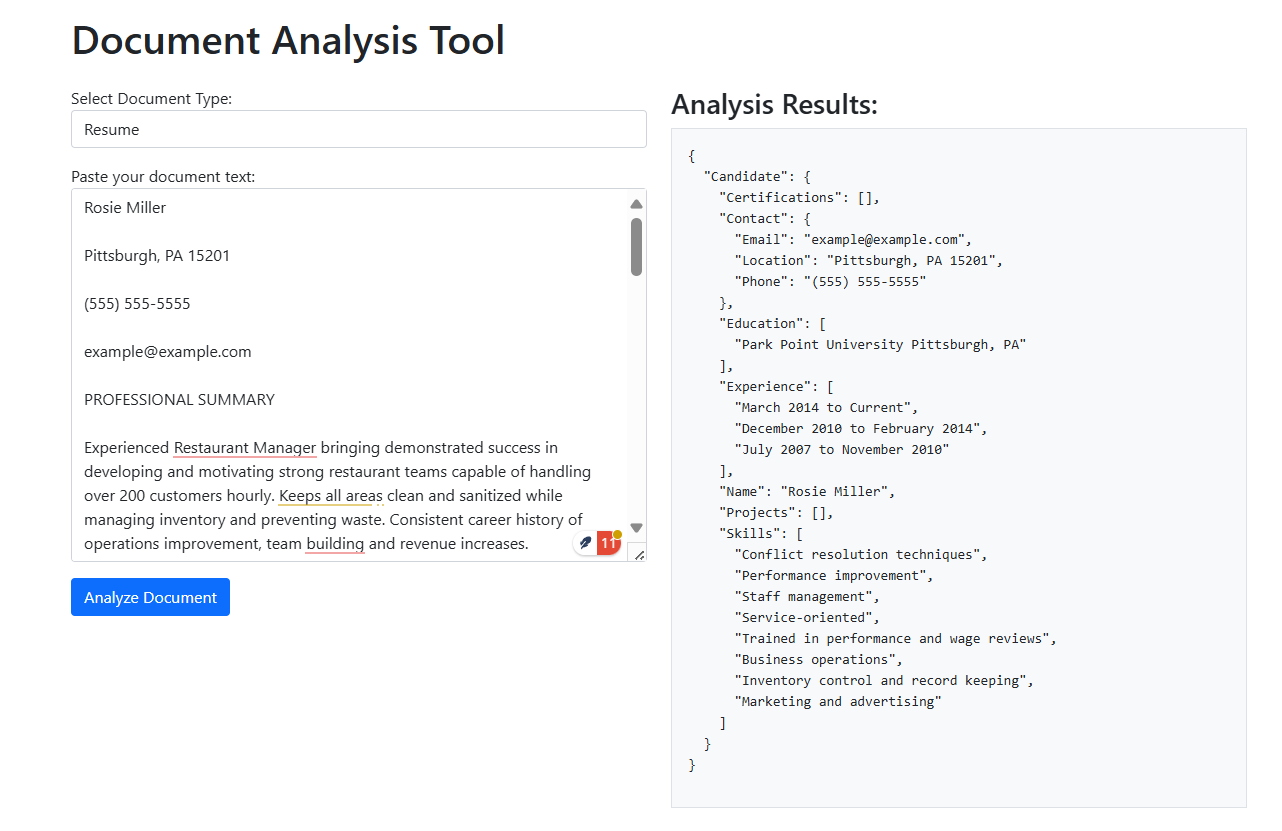 Document Analysis Tool
Select Document Type:
Resume
Paste your document text:
Rosie Miller
Pittsburgh, PA 15201
(555) 555-5555
example@example.com
PROFESSIONAL SUMMARY
Experienced Restaurant Manager bringing demonstrated success in
developing and motivating strong restaurant teams capable of handling
over 200 customers hourly. Keeps all areas clean and sanitized while
managing inventory and preventing waste. Consistent career history of
operations improvement, team building and revenue increases.
11
Analyze Document
Analysis Results:
{
  "Candidate": {
    "Certifications": [],
    "Contact": {
      "Email": "example@example.com",
      "Location": "Pittsburgh, PA 15201",
      "Phone": "(555) 555-5555"
    },
    "Education": [
      "Park Point University Pittsburgh, PA"
    ],
    "Experience": [
      "March 2014 to Current",
      "December 2010 to February 2014",
      "July 2007 to November 2010"
    ],
    "Name": "Rosie Miller",
    "Projects": [],
    "Skills": [
      "Conflict resolution techniques",
      "Performance improvement",
      "Staff management",
      "Service-oriented",
      "Trained in performance and wage reviews",
      "Business operations",
      "Inventory control and record keeping",
      "Marketing and advertising"
    ]
  }
}